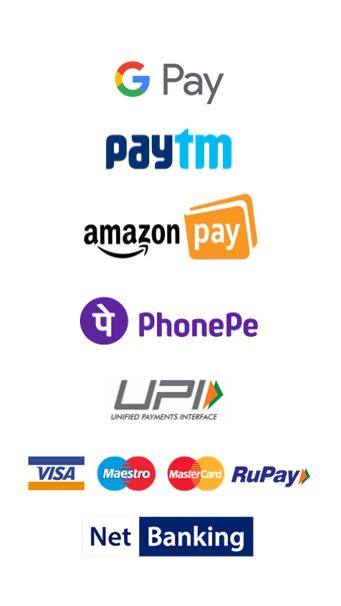 G Pay
paytm
amazon pay
पे PhonePe
UPI
UNIFIED PAYMENTS INTERFACE
VISA Maestro MasterCard RuPay
Net Banking